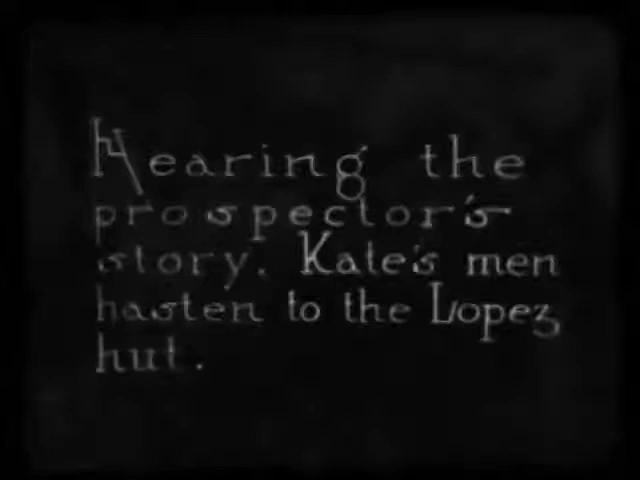 Hearing the
prospector's
story, Kate's men
hasten to the Lopez
hut.